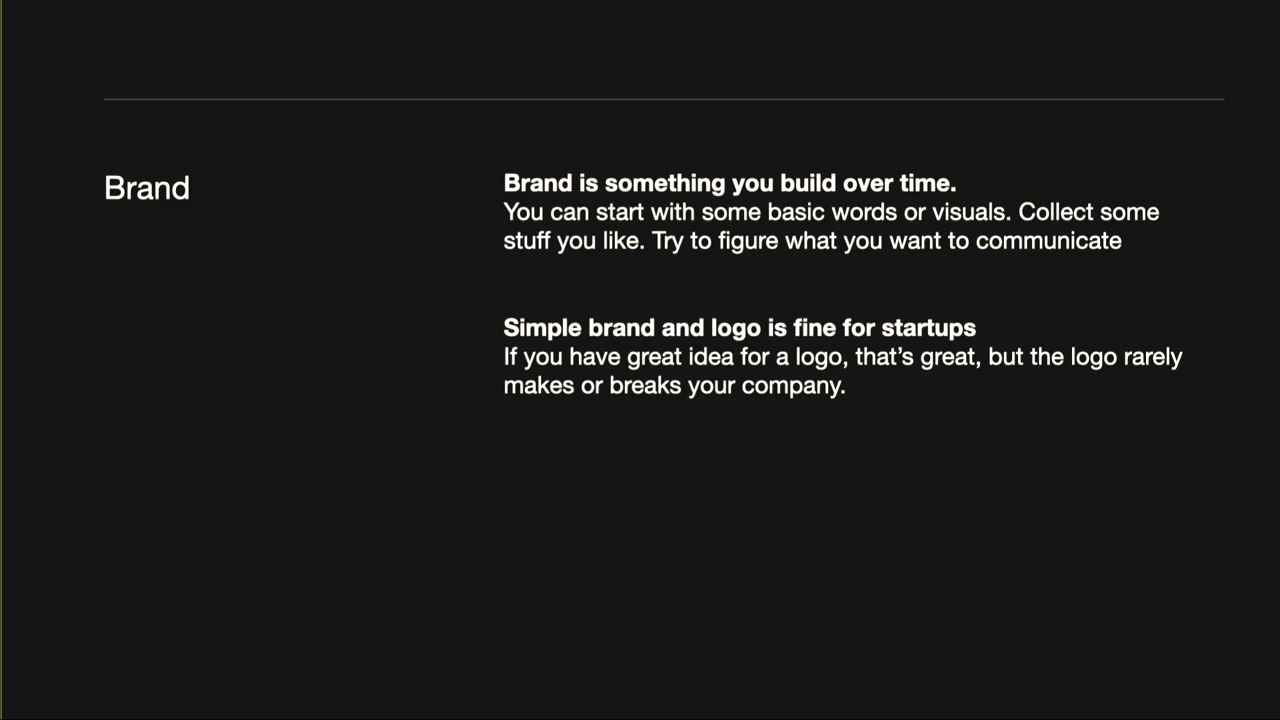 Brand
Brand is something you build over time.
You can start with some basic words or visuals. Collect some
stuff you like. Try to figure what you want to communicate
Simple brand and logo is fine for startups
If you have great idea for a logo, that’s great, but the logo rarely
makes or breaks your company.